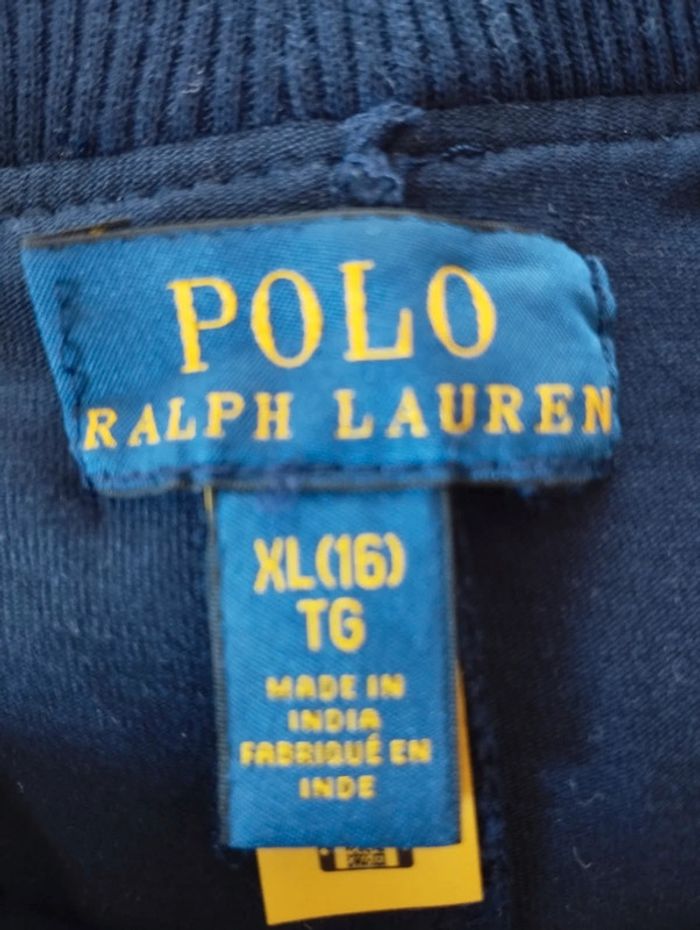 POLO
RALPH LAUREN
XL(16)
TG
MADE IN
INDIA
FABRIQUÉ EN
INDE